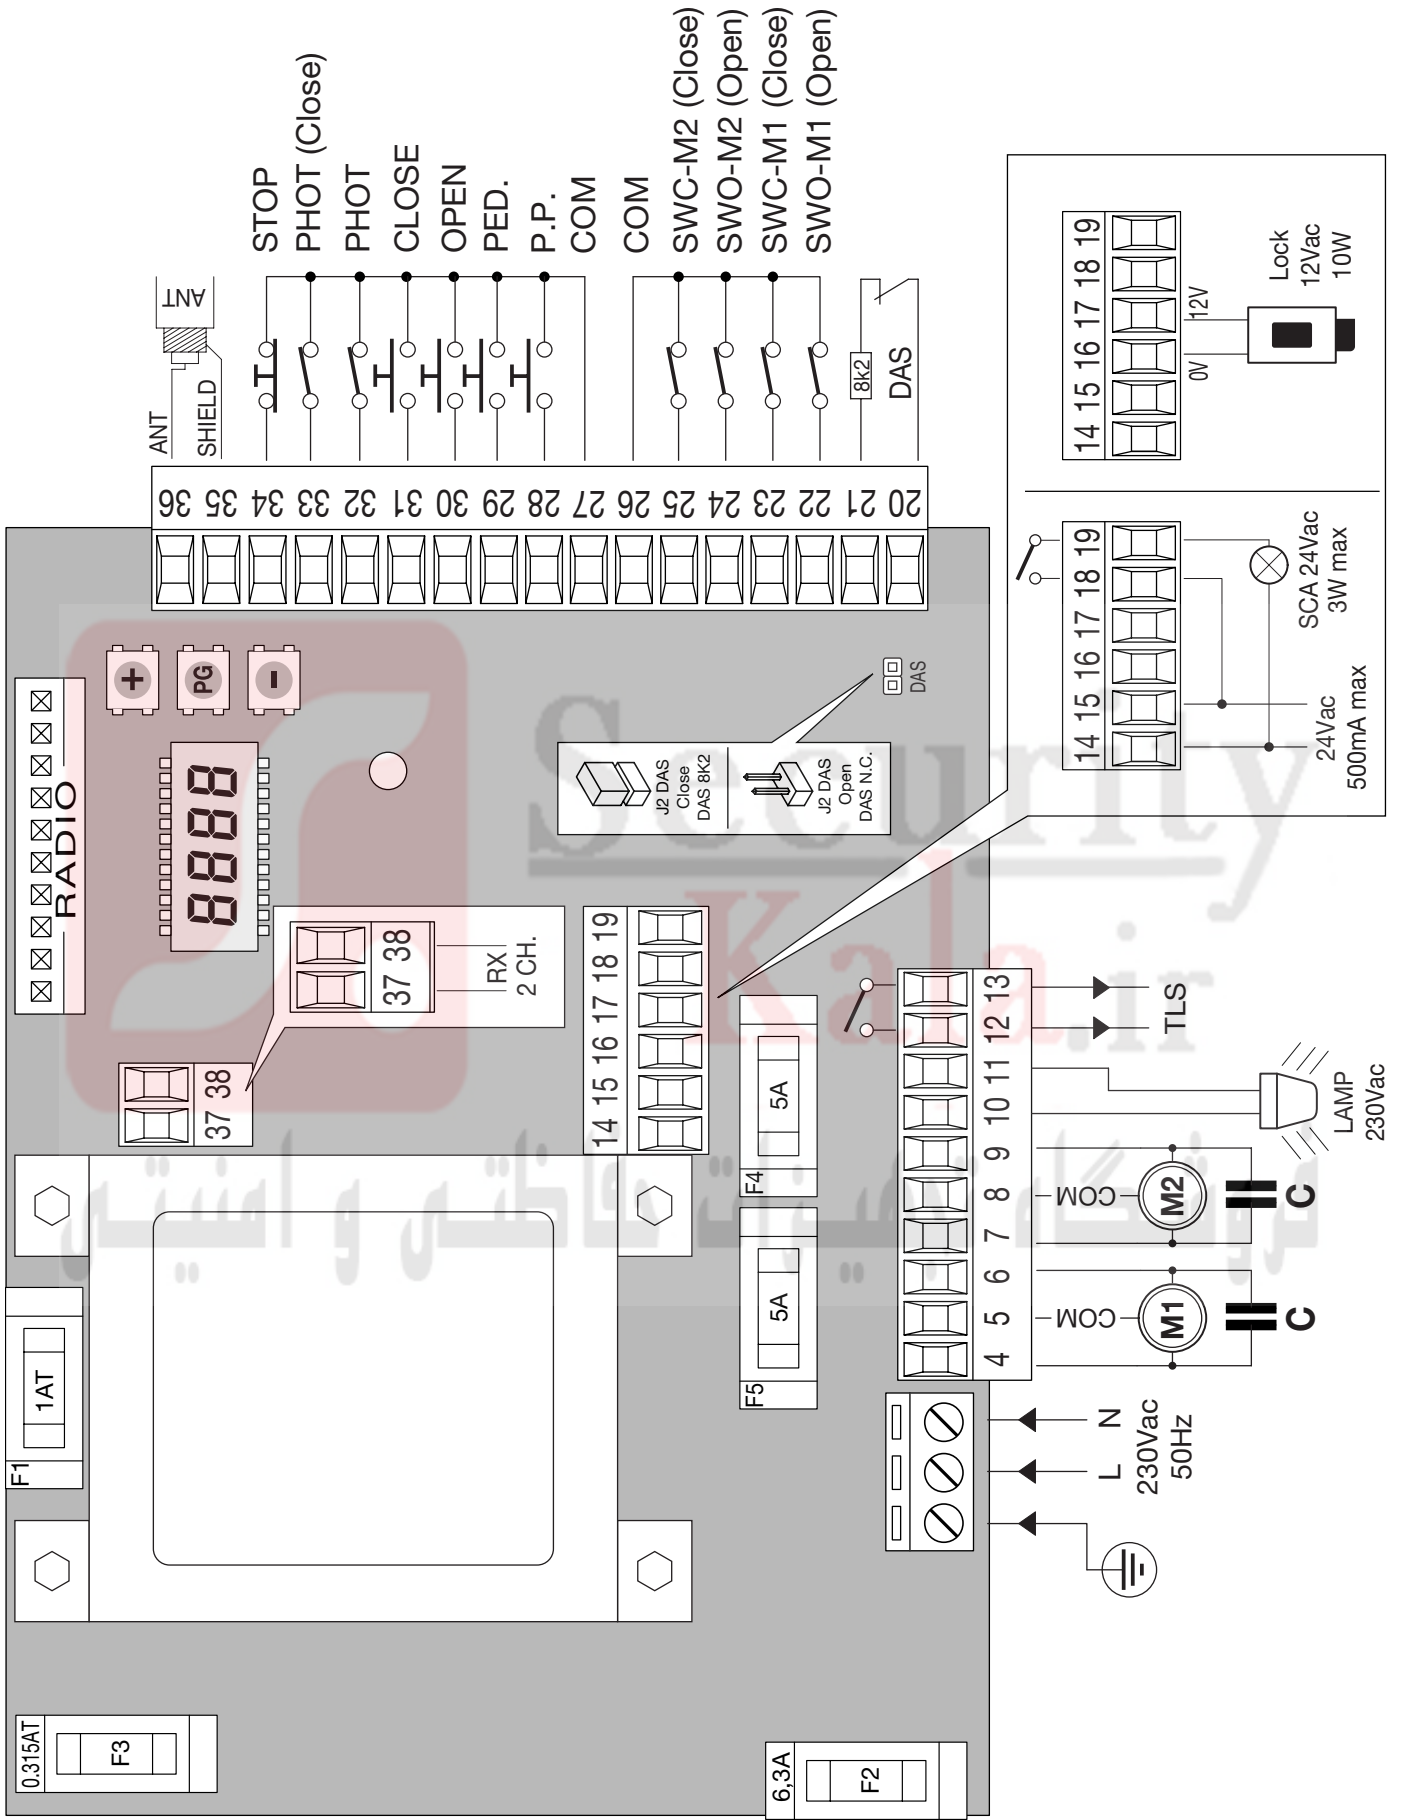 STOP
PHOT (Close)
PHOT
CLOSE
OPEN
PED.
P.P.
COM
COM
SWC-M2 (Close)
SWO-M2 (Open)
SWC-M1 (Close)
SWO-M1 (Open)
ANT
ANT
SHIELD
8k2
DAS
36 35 34 33 32 31 30 29 28 27 26 25 24 23 22 21 20
+
PG
-
RADIO
8888
J2 DAS
Close
DAS 8K2
J2 DAS
Open
DAS N.C.
DAS
37 38
RX
2 CH.
37 38
14 15 16 17 18 19
14 15 16 17 18 19
0V
12V
Lock
12Vac
10W
14 15 16 17 18 19
SCA 24Vac
3W max
24Vac
500mA max
F4
5A
F5
5A
F1
1AT
0.315AT
F3
6,3A
F2
4 5 6 7 8 9 10 11 12 13
TLS
LAMP
230Vac
COM
M2
C
COM
M1
C
L N
230Vac
50Hz
Security
Kala.ir
فروشگاه تجهیزات حفاظتی و امنیتی